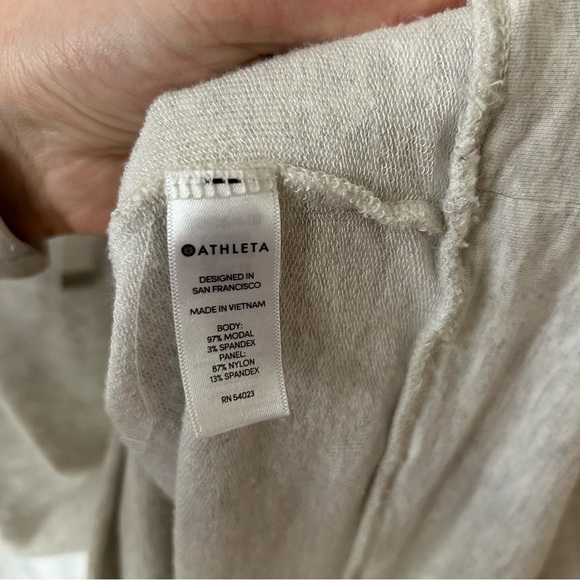 ATHLETA
DESIGNED IN
SAN FRANCISCO
MADE IN VIETNAM
BODY:
97% MODAL
3% SPANDEX
PANEL:
87% NYLON
13% SPANDEX
RN 54023